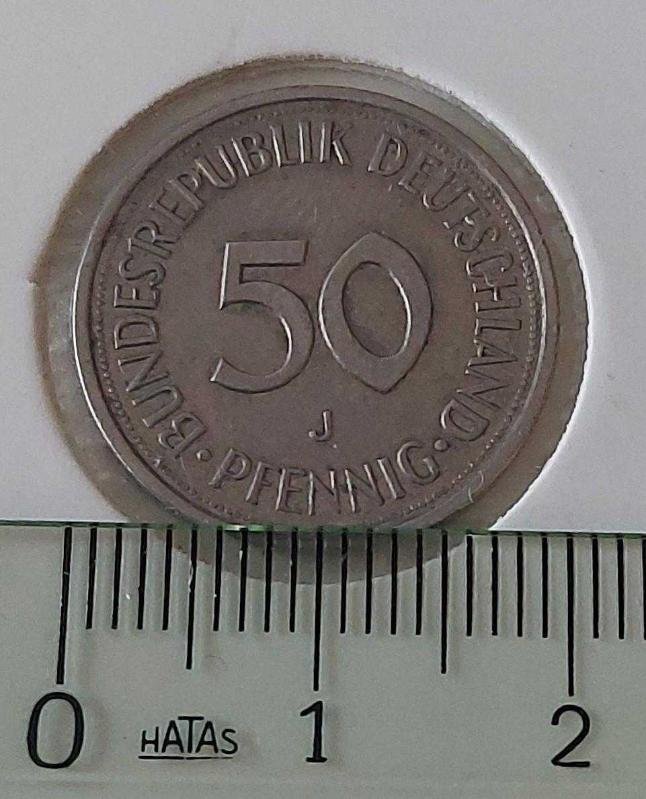 BUNDESREPUBLIK DEUTSCHLAND
50
J
· PFENNIG ·
0 1 2
HATAS